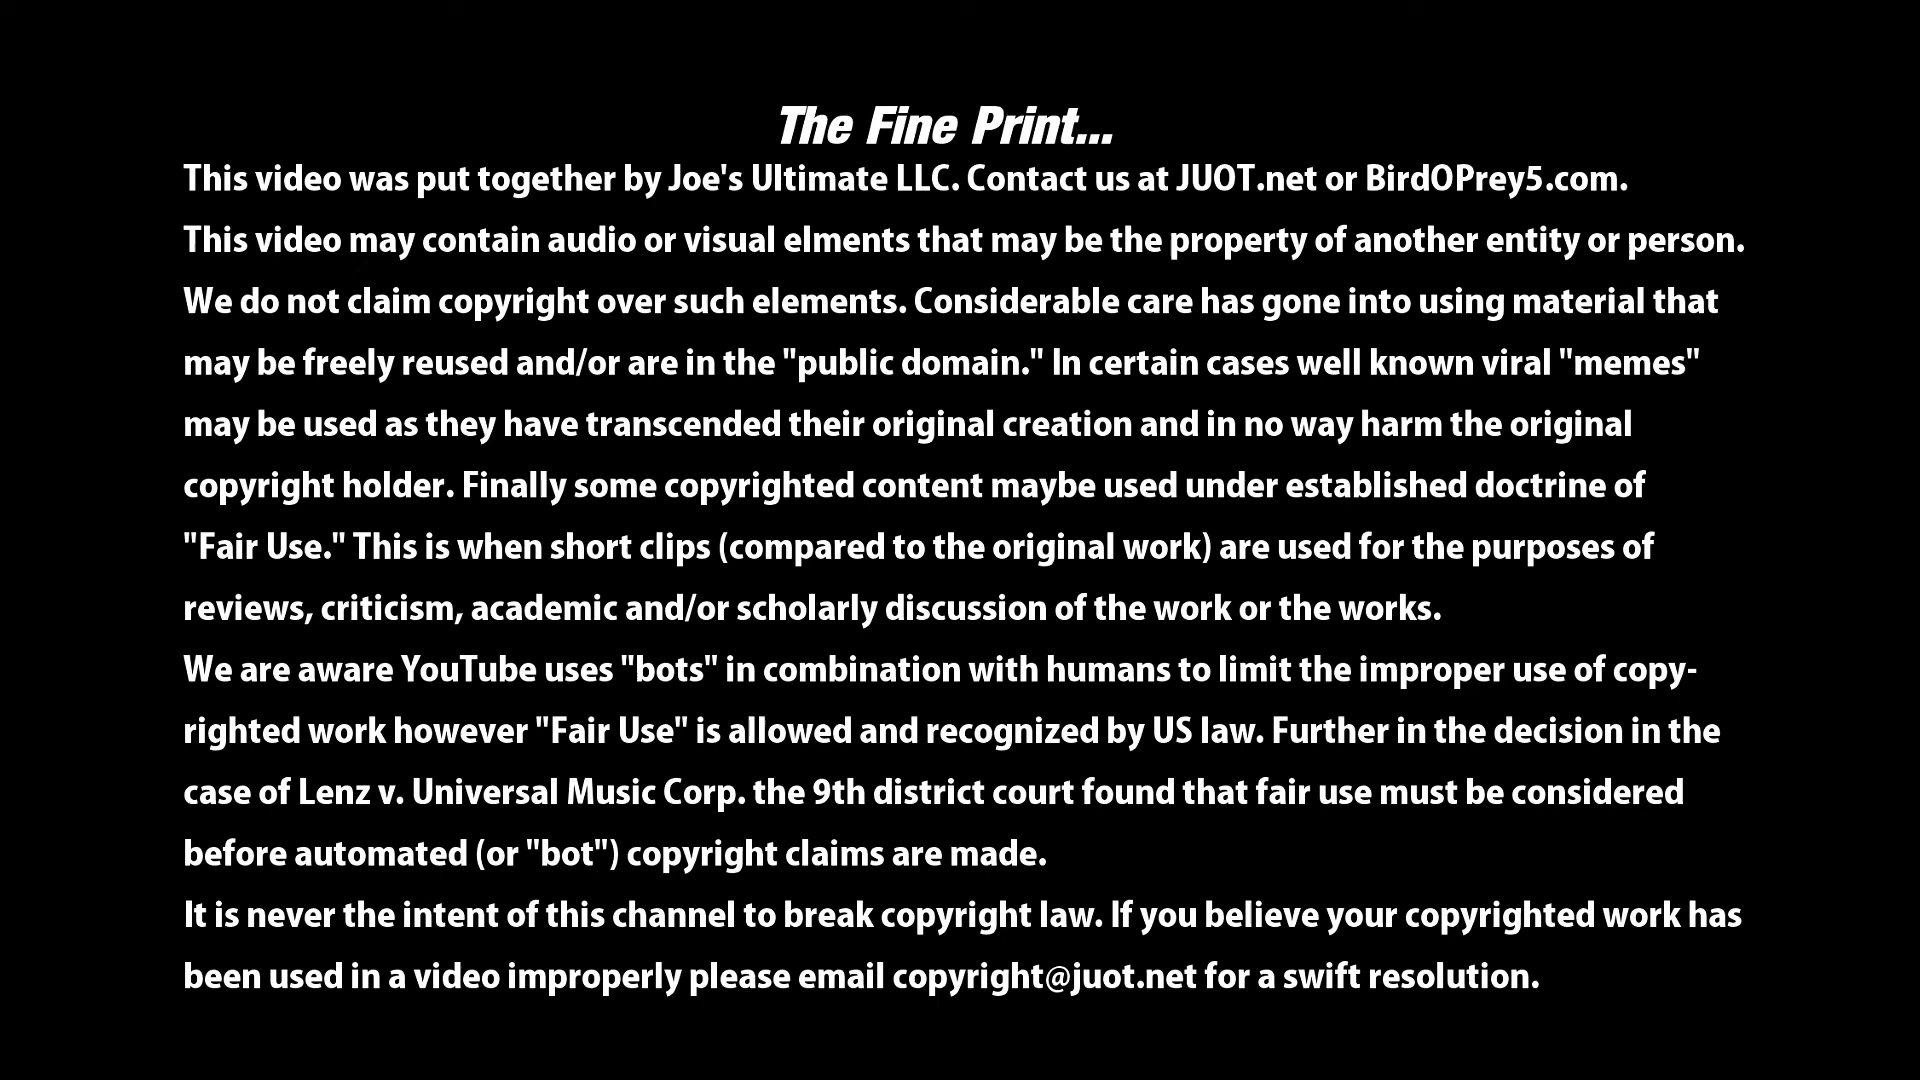 The Fine Print...
This video was put together by Joe's Ultimate LLC. Contact us at JUOT.net or BirdOPrey5.com.
This video may contain audio or visual elments that may be the property of another entity or person.
We do not claim copyright over such elements. Considerable care has gone into using material that
may be freely reused and/or are in the "public domain." In certain cases well known viral "memes"
may be used as they have transcended their original creation and in no way harm the original
copyright holder. Finally some copyrighted content maybe used under established doctrine of
"Fair Use." This is when short clips (compared to the original work) are used for the purposes of
reviews, criticism, academic and/or scholarly discussion of the work or the works.
We are aware YouTube uses "bots" in combination with humans to limit the improper use of copy-
righted work however "Fair Use" is allowed and recognized by US law. Further in the decision in the
case of Lenz v. Universal Music Corp. the 9th district court found that fair use must be considered
before automated (or "bot") copyright claims are made.
It is never the intent of this channel to break copyright law. If you believe your copyrighted work has
been used in a video improperly please email copyright@juot.net for a swift resolution.